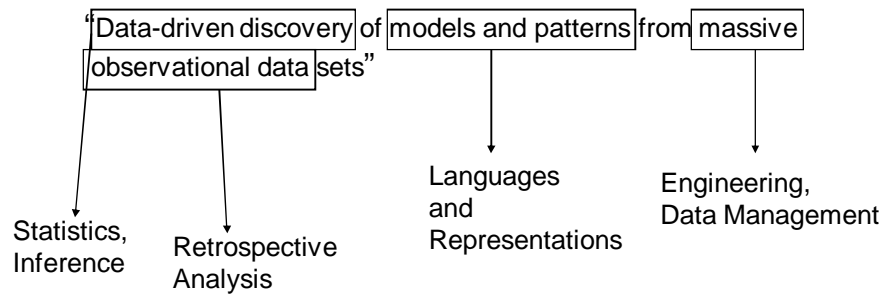 “Data-driven discovery of models and patterns from massive
observational data sets”
Statistics,
Inference
Retrospective
Analysis
Languages
and
Representations
Engineering,
Data Management